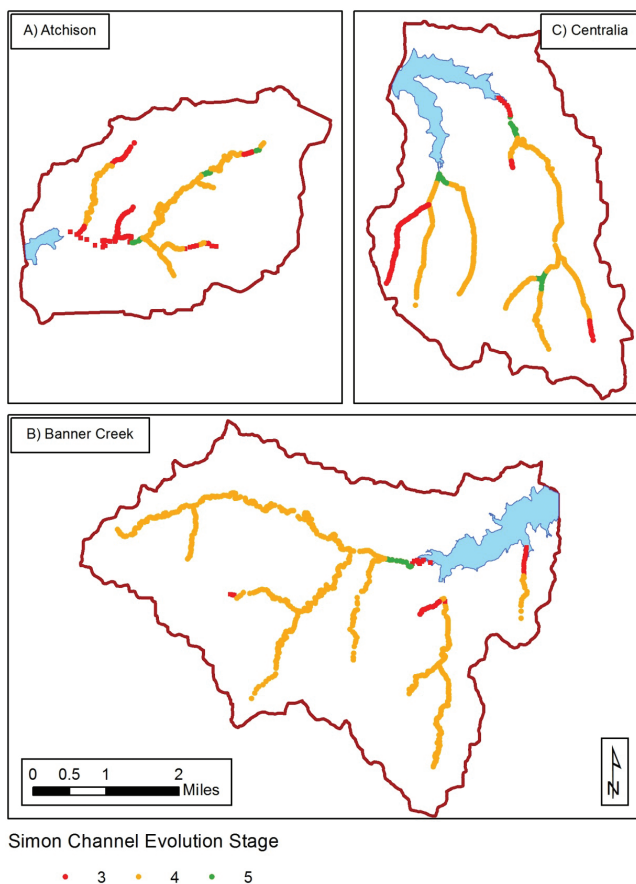 A) Atchison
C) Centralia
B) Banner Creek
0 0.5 1 2
Miles
N
Simon Channel Evolution Stage
3 4 5